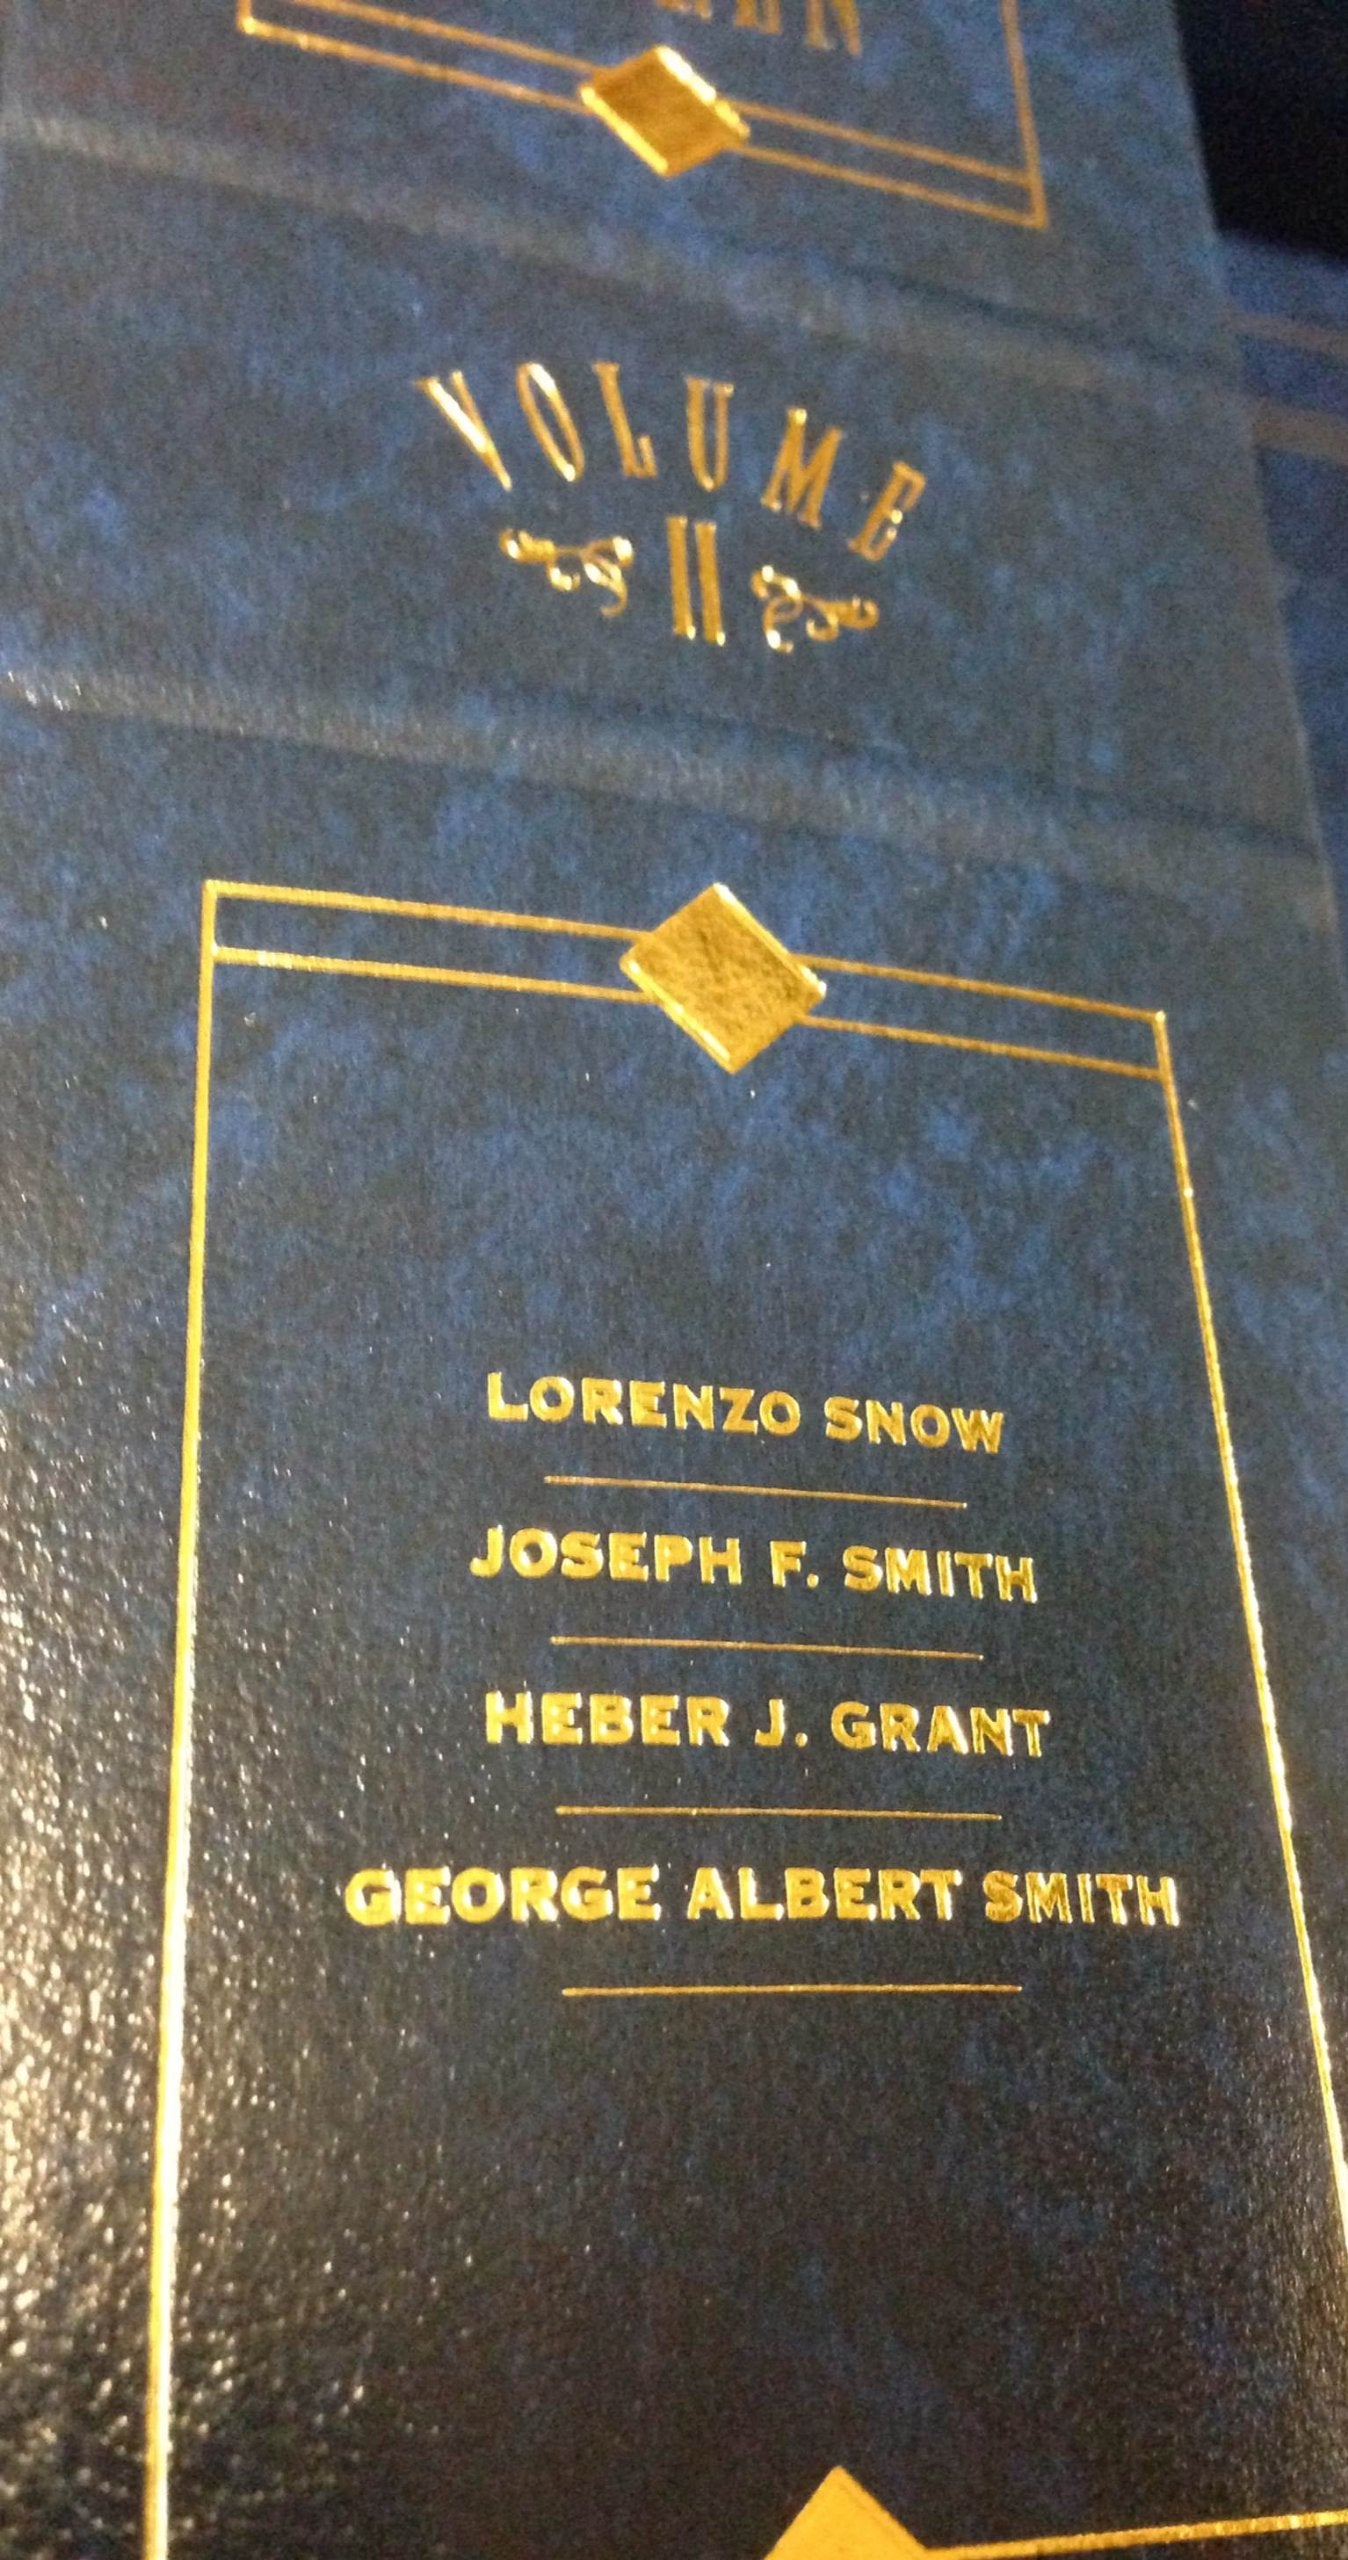 VOLUME
II
LORENZO SNOW
JOSEPH F. SMITH
HEBER J. GRANT
GEORGE ALBERT SMITH